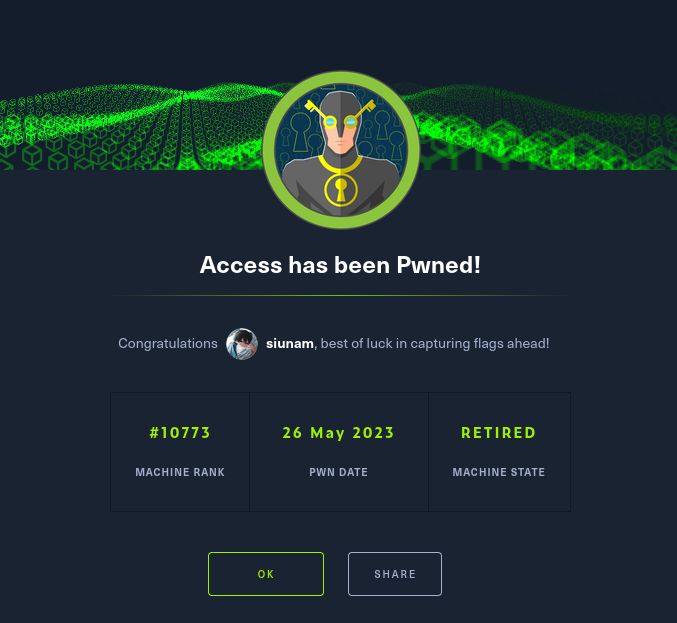 Access has been Pwned!
Congratulations siunam, best of luck in capturing flags ahead!
#10773 26 May 2023 RETIRED
MACHINE RANK PWN DATE MACHINE STATE
OK SHARE